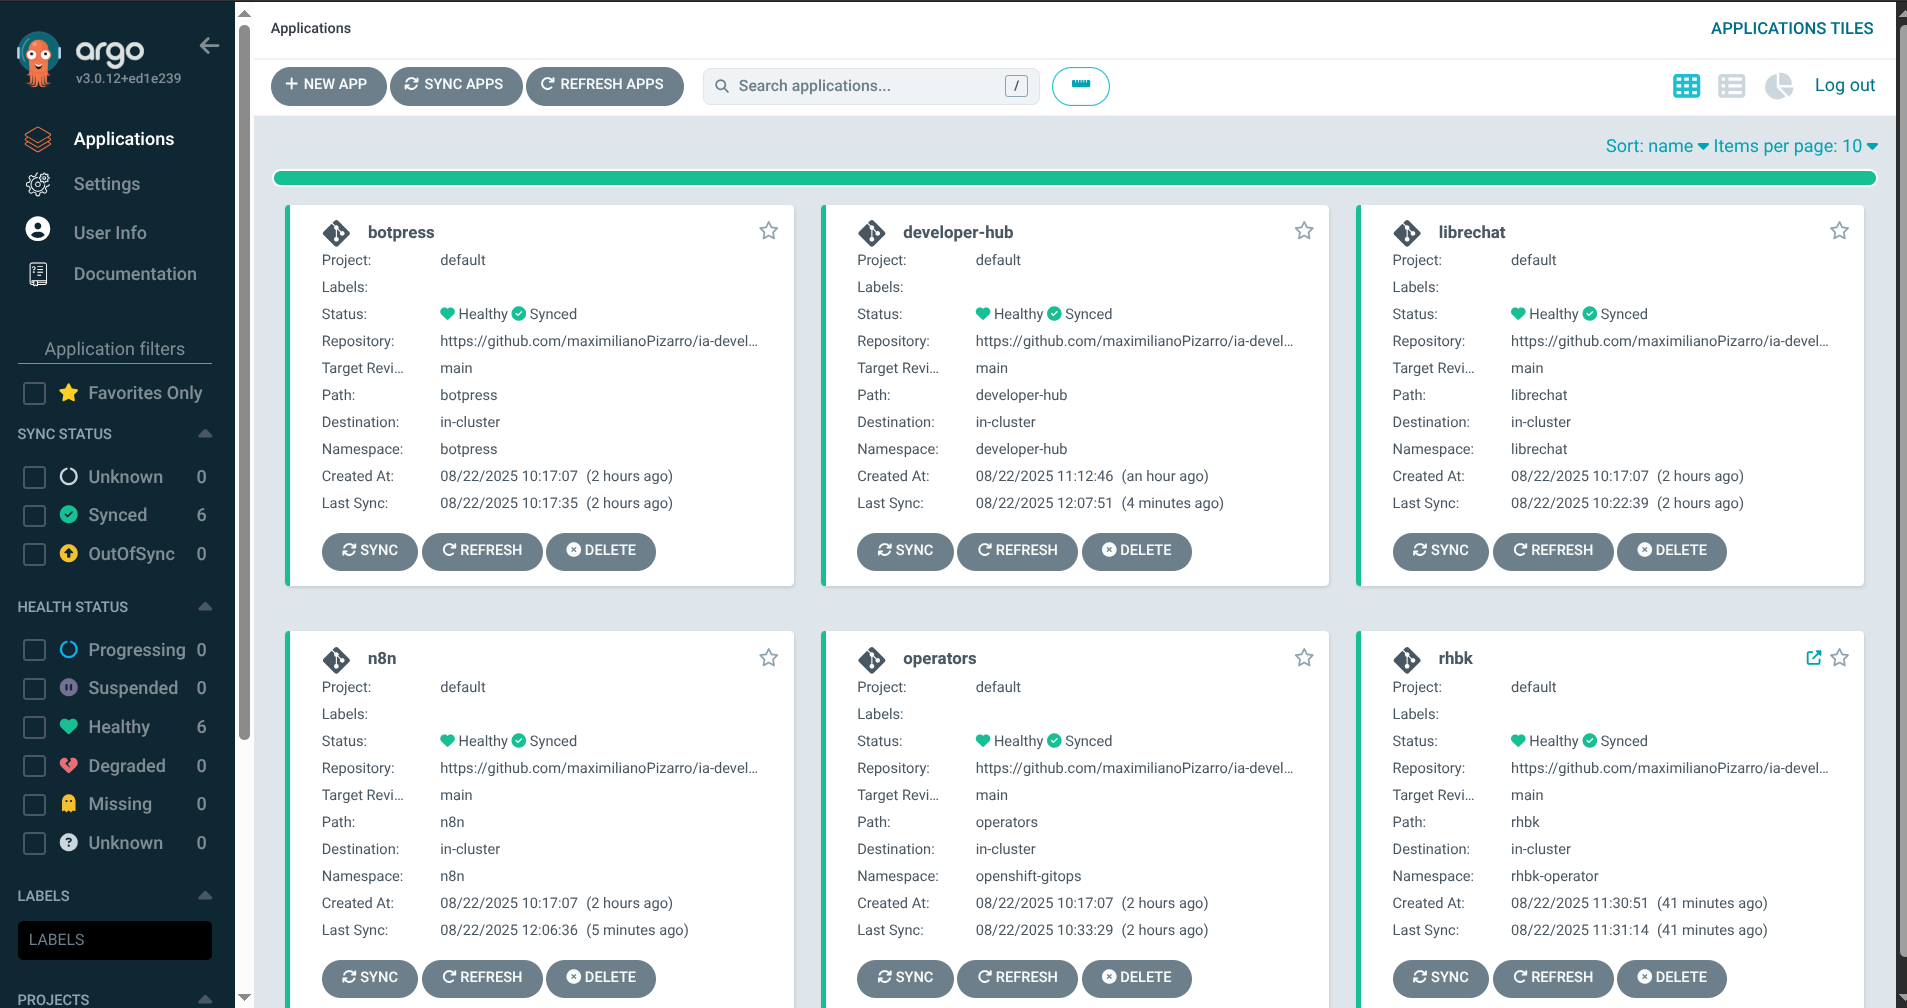 argo
v3.0.12+ed1e239
Applications
Settings
User Info
Documentation
Application filters
Favorites Only
SYNC STATUS
Unknown 0
Synced 6
OutOfSync 0
HEALTH STATUS
Progressing 0
Suspended 0
Healthy 6
Degraded 0
Missing 0
Unknown 0
LABELS
LABELS
PROJECTS
Applications
APPLICATIONS TILES
NEW APP SYNC APPS REFRESH APPS Search applications... / Log out
Sort: name Items per page: 10
botpress
Project: default
Labels:
Status: Healthy Synced
Repository: https://github.com/maximilianoPizarro/ia-devel...
Target Revi... main
Path: botpress
Destination: in-cluster
Namespace: botpress
Created At: 08/22/2025 10:17:07 (2 hours ago)
Last Sync: 08/22/2025 10:17:35 (2 hours ago)
SYNC REFRESH DELETE
developer-hub
Project: default
Labels:
Status: Healthy Synced
Repository: https://github.com/maximilianoPizarro/ia-devel...
Target Revi... main
Path: developer-hub
Destination: in-cluster
Namespace: developer-hub
Created At: 08/22/2025 11:12:46 (an hour ago)
Last Sync: 08/22/2025 12:07:51 (4 minutes ago)
SYNC REFRESH DELETE
librechat
Project: default
Labels:
Status: Healthy Synced
Repository: https://github.com/maximilianoPizarro/ia-devel...
Target Revi... main
Path: librechat
Destination: in-cluster
Namespace: librechat
Created At: 08/22/2025 10:17:07 (2 hours ago)
Last Sync: 08/22/2025 10:22:39 (2 hours ago)
SYNC REFRESH DELETE
n8n
Project: default
Labels:
Status: Healthy Synced
Repository: https://github.com/maximilianoPizarro/ia-devel...
Target Revi... main
Path: n8n
Destination: in-cluster
Namespace: n8n
Created At: 08/22/2025 10:17:07 (2 hours ago)
Last Sync: 08/22/2025 12:06:36 (5 minutes ago)
SYNC REFRESH DELETE
operators
Project: default
Labels:
Status: Healthy Synced
Repository: https://github.com/maximilianoPizarro/ia-devel...
Target Revi... main
Path: operators
Destination: in-cluster
Namespace: openshift-gitops
Created At: 08/22/2025 10:17:07 (2 hours ago)
Last Sync: 08/22/2025 10:33:29 (2 hours ago)
SYNC REFRESH DELETE
rhbk
Project: default
Labels:
Status: Healthy Synced
Repository: https://github.com/maximilianoPizarro/ia-devel...
Target Revi... main
Path: rhbk
Destination: in-cluster
Namespace: rhbk-operator
Created At: 08/22/2025 11:30:51 (41 minutes ago)
Last Sync: 08/22/2025 11:31:14 (41 minutes ago)
SYNC REFRESH DELETE